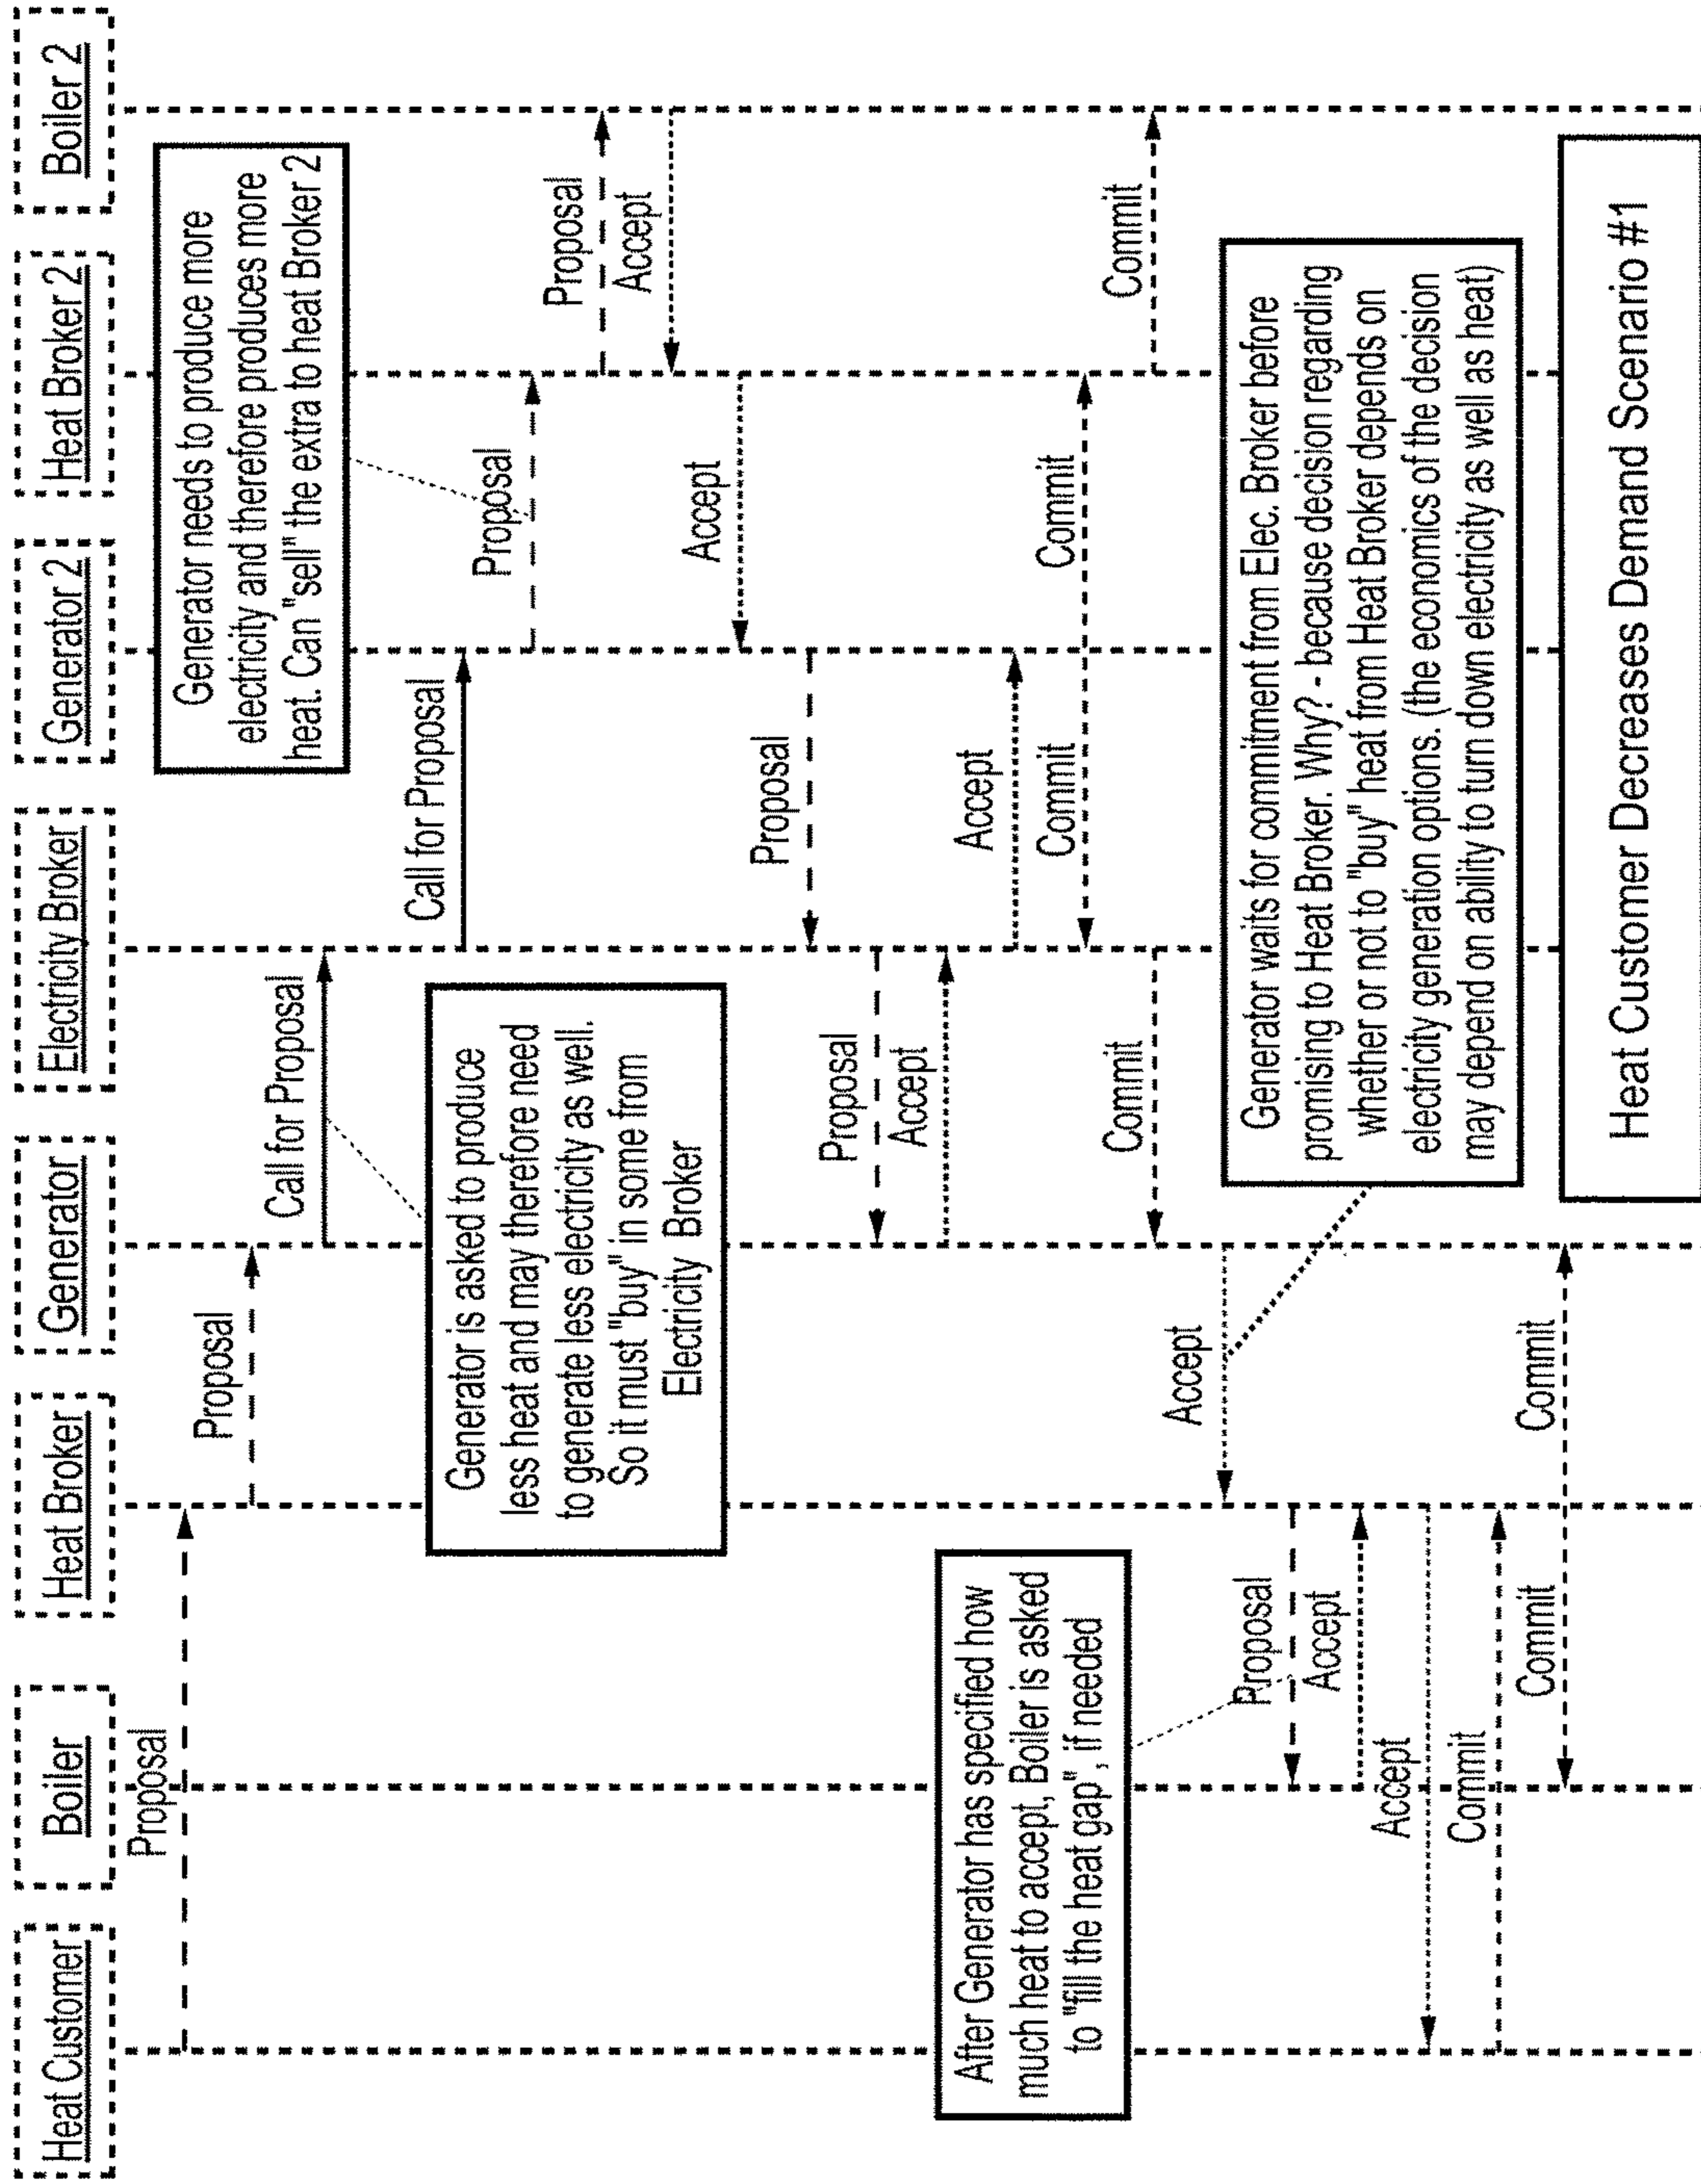 Heat Customer
Boiler
Heat Broker
Generator
Electricity Broker
Generator 2
Heat Broker 2
Boiler 2
Proposal
Proposal
Call for Proposal
Generator needs to produce more
electricity and therefore produces more
heat. Can "sell" the extra to heat Broker 2
Call for Proposal
Proposal
Generator is asked to produce
less heat and may therefore need
to generate less electricity as well.
So it must "buy" in some from
Electricity Broker
Proposal
Accept
Accept
Proposal
Proposal
Accept
Accept
Commit
Commit
Commit
Commit
After Generator has specified how
much heat to accept, Boiler is asked
to "fill the heat gap", if needed
Accept
Generator waits for commitment from Elec. Broker before
promising to Heat Broker. Why? - because decision regarding
whether or not to "buy" heat from Heat Broker depends on
electricity generation options. (the economics of the decision
may depend on ability to turn down electricity as well as heat)
Proposal
Accept
Accept
Commit
Commit
Commit
Heat Customer Decreases Demand Scenario #1